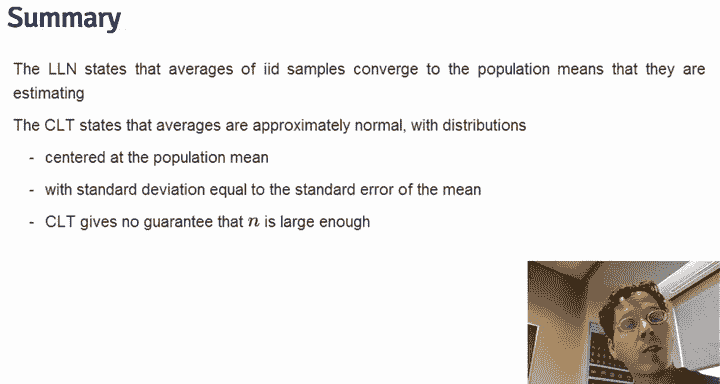 Summary
The LLN states that averages of iid samples converge to the population means that they are
estimating
The CLT states that averages are approximately normal, with distributions
- centered at the population mean
- with standard deviation equal to the standard error of the mean
- CLT gives no guarantee that n is large enough